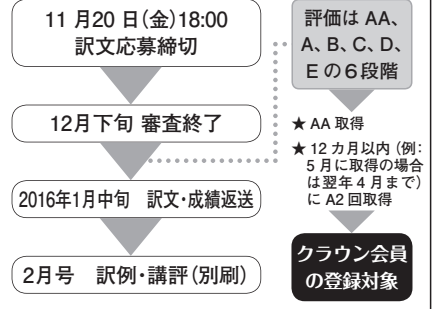 11月20日(金)18:00
訳文応募締切
12月下旬 審査終了
2016年1月中旬 訳文・成績返送
2月号 訳例・講評(別刷)
評価は AA、
A、B、C、D、
E の6段階
★ AA 取得
★ 12 カ月以内(例:
5 月に取得の場合
は翌年 4 月まで)
に A2 回取得
クラウン会員
の登録対象